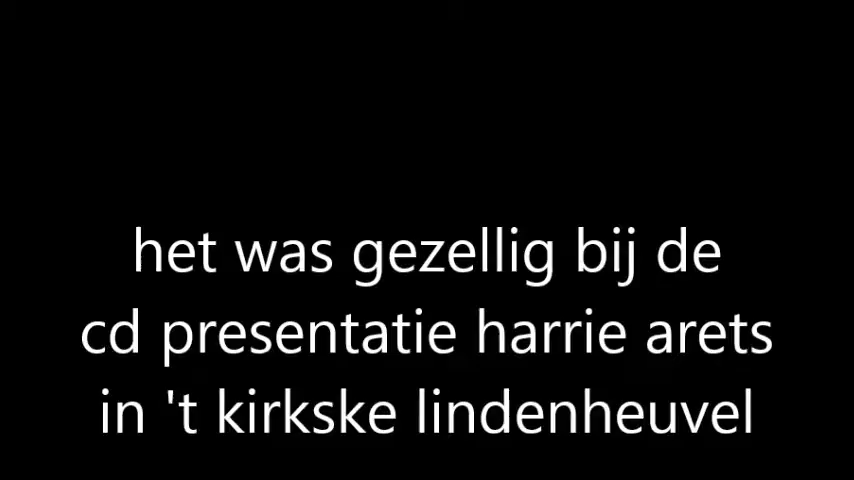 het was gezellig bij de
cd presentatie harrie arets
in 't kirkske lindenheuvel